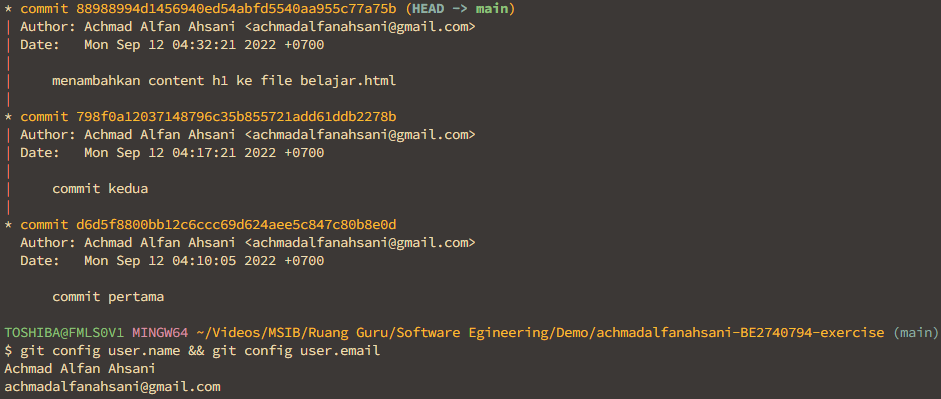 * commit 88988994d1456940ed54abfd5540aa955c77a75b (HEAD -> main)
| Author: Achmad Alfan Ahsani <achmadalfanahsani@gmail.com>
| Date:   Mon Sep 12 04:32:21 2022 +0700
|
|     menambahkan content h1 ke file belajar.html
|
* commit 798f0a12037148796c35b855721add61ddb2278b
| Author: Achmad Alfan Ahsani <achmadalfanahsani@gmail.com>
| Date:   Mon Sep 12 04:17:21 2022 +0700
|
|     commit kedua
|
* commit d6d5f8800bb12c6ccc69d624aee5c847c80b8e0d
  Author: Achmad Alfan Ahsani <achmadalfanahsani@gmail.com>
  Date:   Mon Sep 12 04:10:05 2022 +0700

      commit pertama

TOSHIBA@FMLS0V1 MINGW64 ~/Videos/MSIB/Ruang Guru/Software Egineering/Demo/achmadalfanahsani-BE2740794-exercise (main)
$ git config user.name && git config user.email
Achmad Alfan Ahsani
achmadalfanahsani@gmail.com